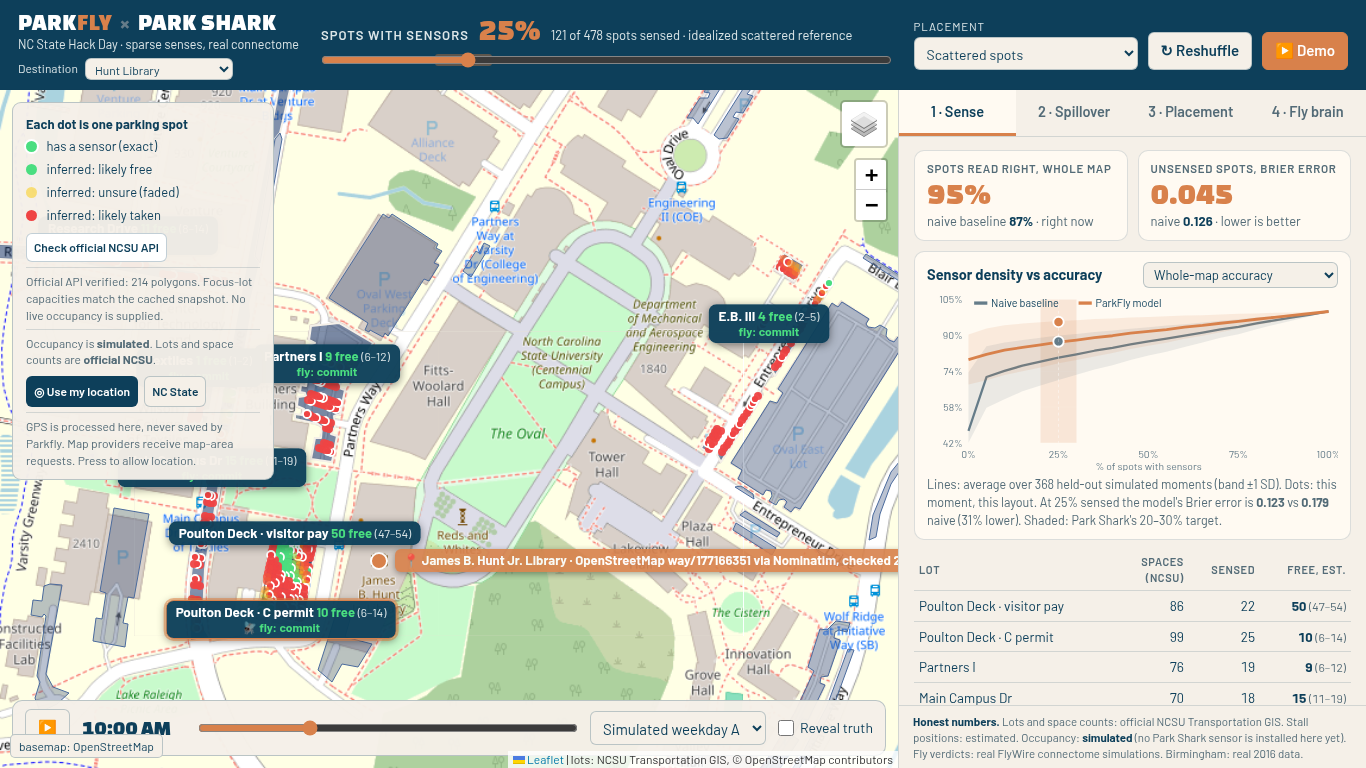 PARKFLY × PARK SHARK
NC State Hack Day · sparse senses, real connectome
Destination Hunt Library
SPOTS WITH SENSORS 25% 121 of 478 spots sensed · idealized scattered reference
PLACEMENT
Scattered spots
↻ Reshuffle
▶ Demo
Each dot is one parking spot
has a sensor (exact)
inferred: likely free
inferred: unsure (faded)
inferred: likely taken
Check official NCSU API
Official API verified: 214 polygons. Focus-lot
capacities match the cached snapshot. No
live occupancy is supplied.
Occupancy is simulated. Lots and space
counts are official NCSU.
◎ Use my location
NC State
GPS is processed here, never saved by
Parkfly. Map providers receive map-area
requests. Press to allow location.
Alliance
Deck
Oval Drive
Engineering
II (COE)
Partners
Way at
Varsity
Dr (College
of Engineering)
Oval West
Parking
Deck
Department
of Mechanical
and Aerospace
Engineering
1840
North Carolina
State University
(Centennial
Campus)
E.B. III 4 free (2–5)
fly: commit
Partners I 9 free (6–12)
fly: commit
Fitts-
Woolard
Hall
Partners Way
The Oval
Oval East
Lot
Tower
Hall
Plaza
Hall
Varsity Greenway
2410
Poulton Deck · visitor pay 50 free (47–54)
James B. Hunt Jr. Library · OpenStreetMap way/177166351 via Nominatim, checked 2
James
B. Hunt
Poulton Deck · C permit 10 free (6–14)
fly: commit
The Cistern
Wolf Ridge
at Initiative
Way (SB)
Innovation
Hall
Grove
Hall
Facilities
Lab
Lake Raleigh
+
−
▶ 10:00 AM
Simulated weekday A
Reveal truth
basemap: OpenStreetMap
Leaflet | lots: NCSU Transportation GIS, © OpenStreetMap contributors
1 · Sense
2 · Spillover
3 · Placement
4 · Fly brain
SPOTS READ RIGHT, WHOLE MAP
95%
naive baseline 87% · right now
UNSENSED SPOTS, BRIER ERROR
0.045
naive 0.126 · lower is better
Sensor density vs accuracy
Whole-map accuracy
Naive baseline
ParkFly model
105%
90%
74%
58%
42%
0% 25% 50% 75% 100%
% of spots with sensors
Lines: average over 368 held-out simulated moments (band ±1 SD). Dots: this
moment, this layout. At 25% sensed the model's Brier error is 0.123 vs 0.179
naive (31% lower). Shaded: Park Shark's 20–30% target.
LOT SPACES (NCSU) SENSED FREE, EST.
Poulton Deck · visitor pay 86 22 50 (47–54)
Poulton Deck · C permit 99 25 10 (6–14)
Partners I 76 19 9 (6–12)
Main Campus Dr 70 18 15 (11–19)
Honest numbers. Lots and space counts: official NCSU Transportation GIS. Stall
positions: estimated. Occupancy: simulated (no Park Shark sensor is installed here yet).
Fly verdicts: real FlyWire connectome simulations. Birmingham: real 2016 data.